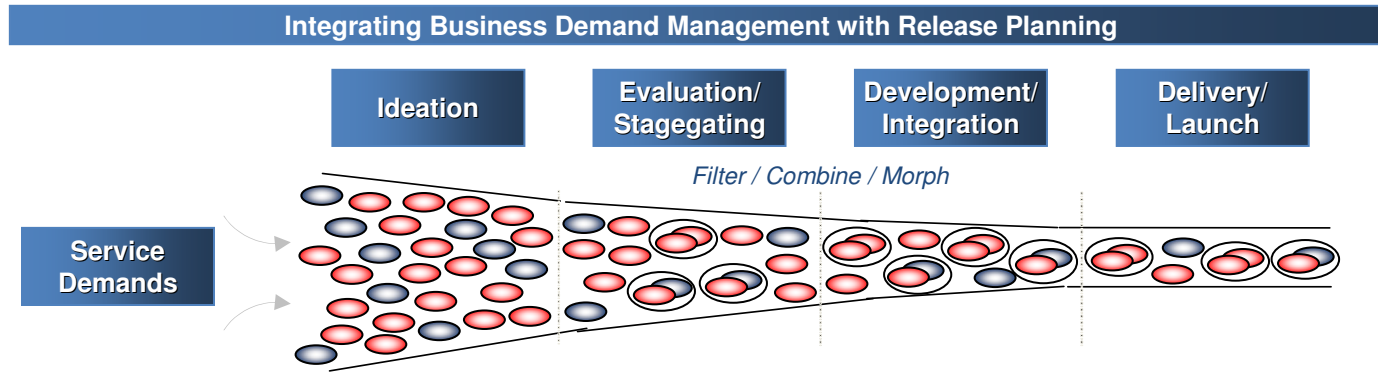 Integrating Business Demand Management with Release Planning
Ideation
Evaluation/
Stagegating
Development/
Integration
Delivery/
Launch
Filter / Combine / Morph
Service
Demands